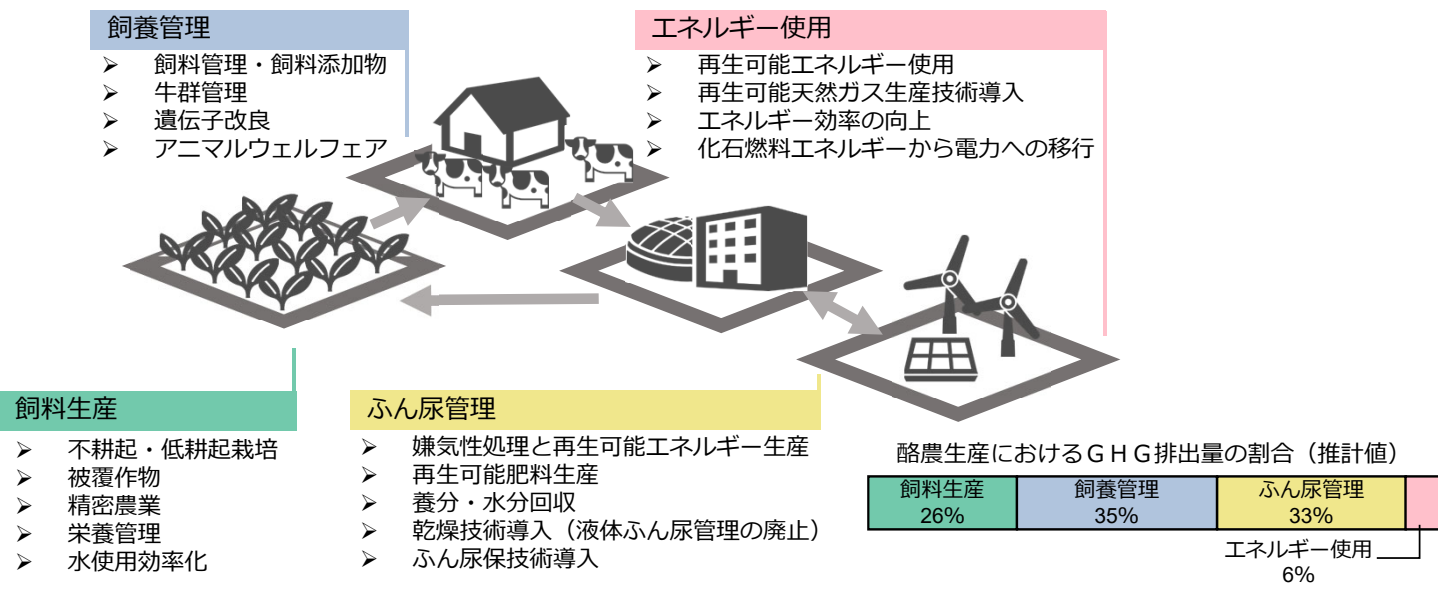 飼養管理
➢ 飼料管理・飼料添加物
➢ 牛群管理
➢ 遺伝子改良
➢ アニマルウェルフェア
エネルギー使用
➢ 再生可能エネルギー使用
➢ 再生可能天然ガス生産技術導入
➢ エネルギー効率の向上
➢ 化石燃料エネルギーから電力への移行
飼料生産
➢ 不耕起・低耕起栽培
➢ 被覆作物
➢ 精密農業
➢ 栄養管理
➢ 水使用効率化
ふん尿管理
➢ 嫌気性処理と再生可能エネルギー生産
➢ 再生可能肥料生産
➢ 養分・水分回収
➢ 乾燥技術導入（液体ふん尿管理の廃止）
➢ ふん尿保技術導入
酪農生産におけるＧＨＧ排出量の割合（推計値）
飼料生産
26%
飼養管理
35%
ふん尿管理
33%
エネルギー使用
6%